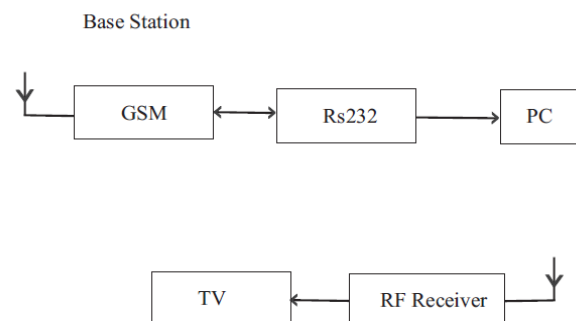 Base Station
GSM
Rs232
PC
TV
RF Receiver